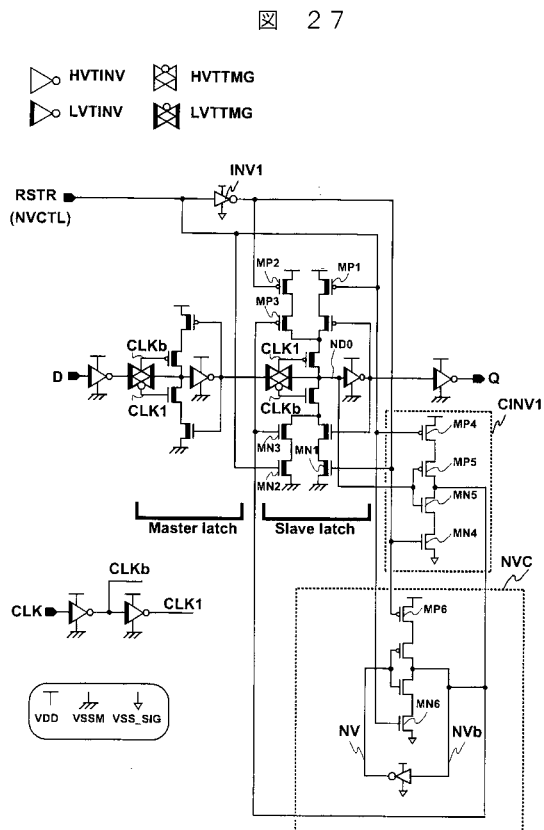 図 27
HVTINV
HVTTMG
LVTINV
LVTTMG
INV1
RSTR
(NVCTL)
MP2
MP1
MP3
CLKb
CLK1
ND0
D
Q
CLK1
CLKb
CINV1
MP4
MP5
MN3
MN1
MN5
MN2
MN4
Master latch
Slave latch
NVC
CLKb
CLK
CLK1
MP6
MN6
NV
NVb
VDD
VSSM
VSS_SIG